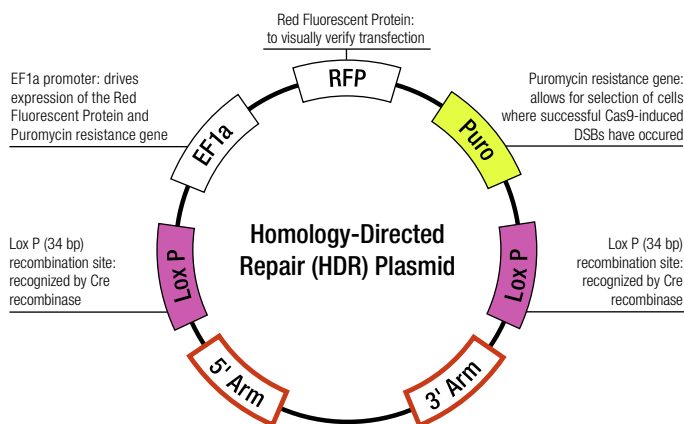 Red Fluorescent Protein:
to visually verify transfection
RFP
EF1a promoter: drives
expression of the Red
Fluorescent Protein and
Puromycin resistance gene
EF1a
Puromycin resistance gene:
allows for selection of cells
where successful Cas9-induced
DSBs have occured
Puro
Homology-Directed
Repair (HDR) Plasmid
Lox P (34 bp)
recombination site:
recognized by Cre
recombinase
Lox P
Lox P
Lox P (34 bp)
recombination site:
recognized by Cre
recombinase
5' Arm
3' Arm